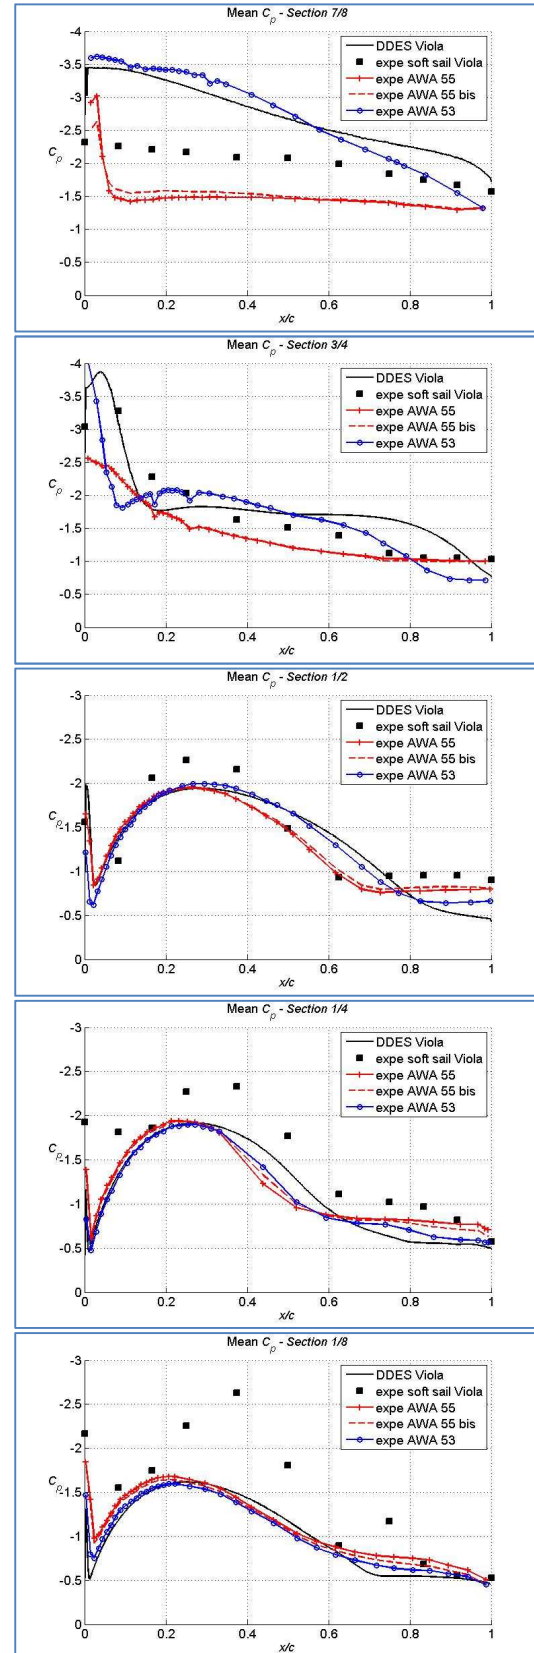 Mean Cp - Section 7/8
-4
-3.5
-3
-2.5
Cp
-2
-1.5
-1
-0.5
0
DDES Viola
expe soft sail Viola
expe AWA 55
expe AWA 55 bis
expe AWA 53
0 0.2 0.4 0.6 0.8 1
x/c
Mean Cp - Section 3/4
-4
-3.5
-3
-2.5
Cp
-2
-1.5
-1
-0.5
0
DDES Viola
expe soft sail Viola
expe AWA 55
expe AWA 55 bis
expe AWA 53
0 0.2 0.4 0.6 0.8 1
x/c
Mean Cp - Section 1/2
-3
-2.5
-2
Cp
-1.5
-1
-0.5
0
DDES Viola
expe soft sail Viola
expe AWA 55
expe AWA 55 bis
expe AWA 53
0 0.2 0.4 0.6 0.8 1
x/c
Mean Cp - Section 1/4
-3
-2.5
-2
Cp
-1.5
-1
-0.5
0
DDES Viola
expe soft sail Viola
expe AWA 55
expe AWA 55 bis
expe AWA 53
0 0.2 0.4 0.6 0.8 1
x/c
Mean Cp - Section 1/8
-3
-2.5
-2
Cp
-1.5
-1
-0.5
0
DDES Viola
expe soft sail Viola
expe AWA 55
expe AWA 55 bis
expe AWA 53
0 0.2 0.4 0.6 0.8 1
x/c